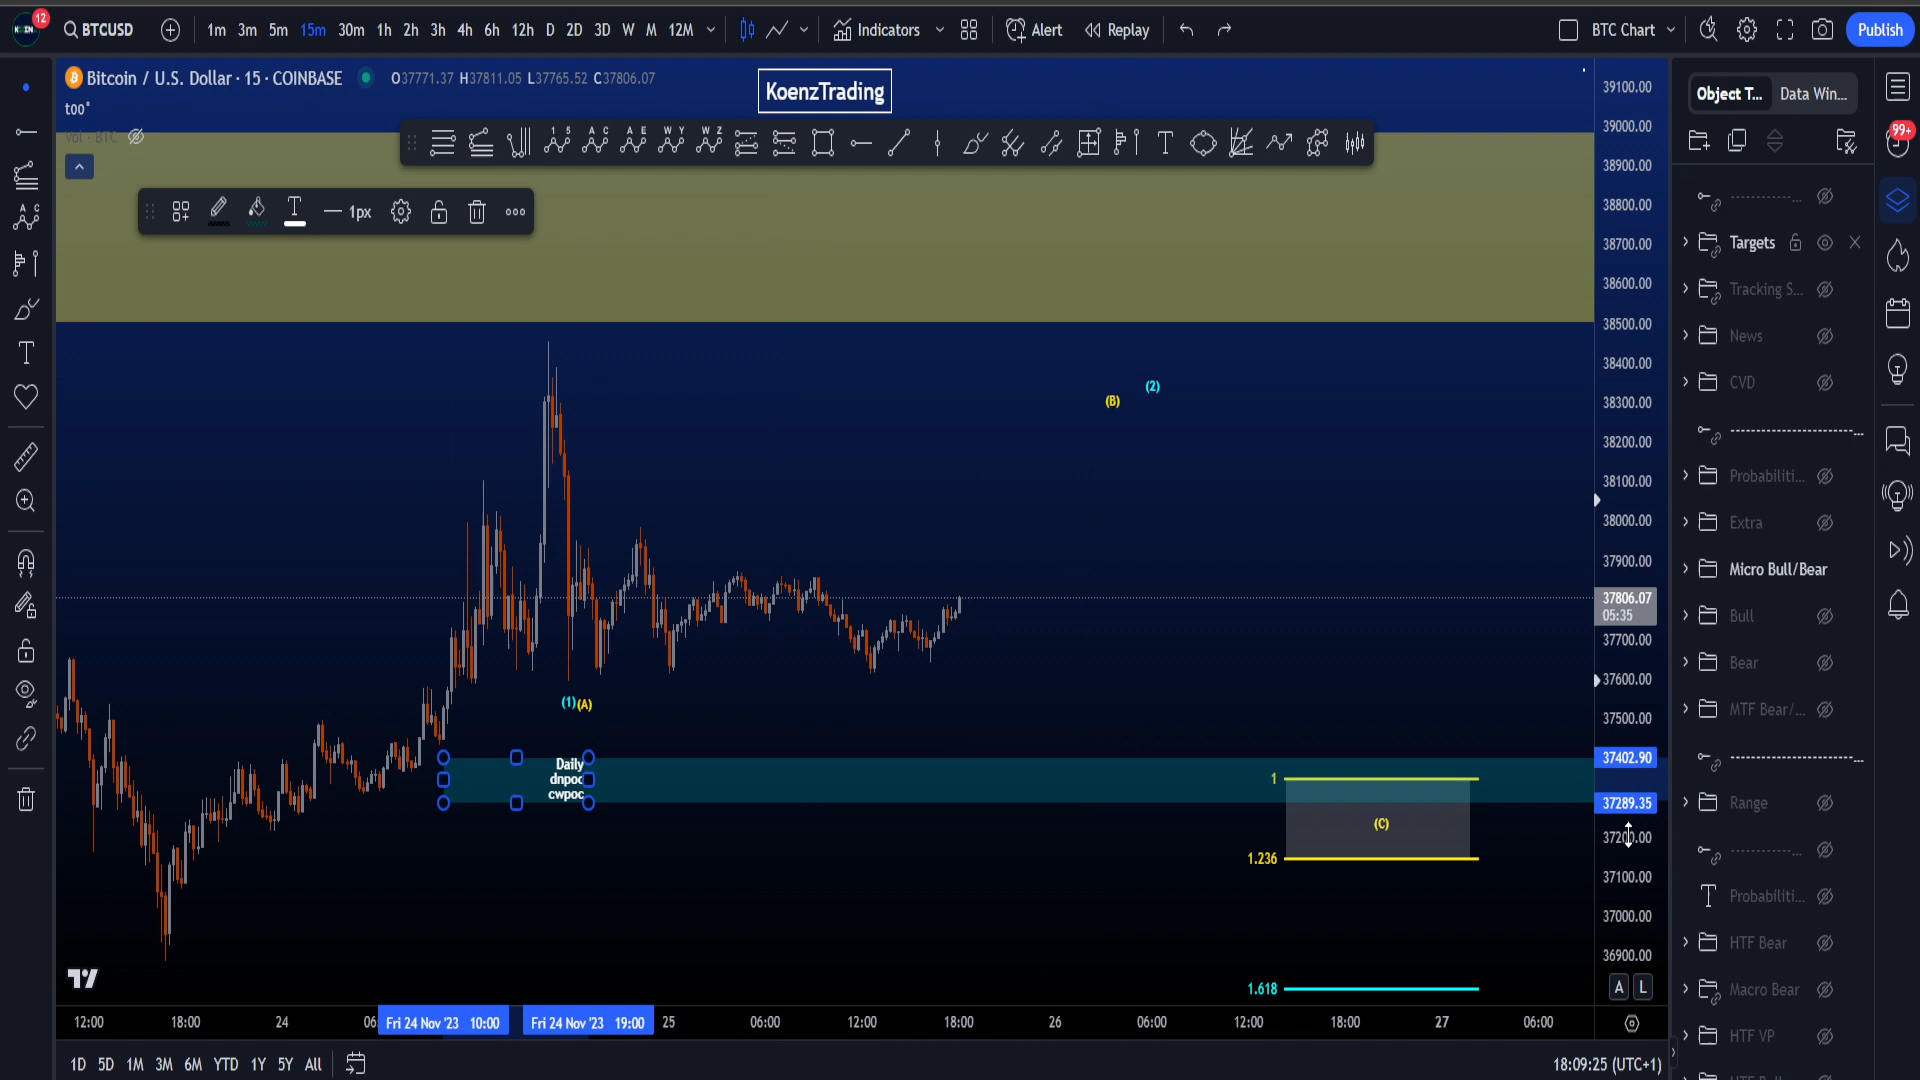 12
BTCUSD 1m 3m 5m 15m 30m 1h 2h 3h 4h 6h 12h D 2D 3D W M 12M Indicators Alert Replay BTC Chart Publish
Bitcoin / U.S. Dollar · 15 · COINBASE O37771.37 H37811.05 L37765.52 C37806.07
too"
Vol · BTC
KoenzTrading
1px
39100.00
39000.00
38900.00
38800.00
38700.00
38600.00
38500.00
38400.00
38300.00
38200.00
38100.00
38000.00
37900.00
37806.07
05:35
37700.00
37600.00
37500.00
37402.90
37289.35
37200.00
37100.00
37000.00
36900.00
A L
(B) (2)
(1) (A)
Daily
dnpoc
cwpoc
1
(C)
1.236
1.618
12:00 18:00 24 06: Fri 24 Nov '23 10:00 Fri 24 Nov '23 19:00 25 06:00 12:00 18:00 26 06:00 12:00 18:00 27 06:00
1D 5D 1M 3M 6M YTD 1Y 5Y All 18:09:25 (UTC+1)
Object T... Data Win...
99+
Targets
Tracking S...
News
CVD
Probabiliti...
Extra
Micro Bull/Bear
Bull
Bear
MTF Bear/...
Range
Probabiliti...
HTF Bear
Macro Bear
HTF VP